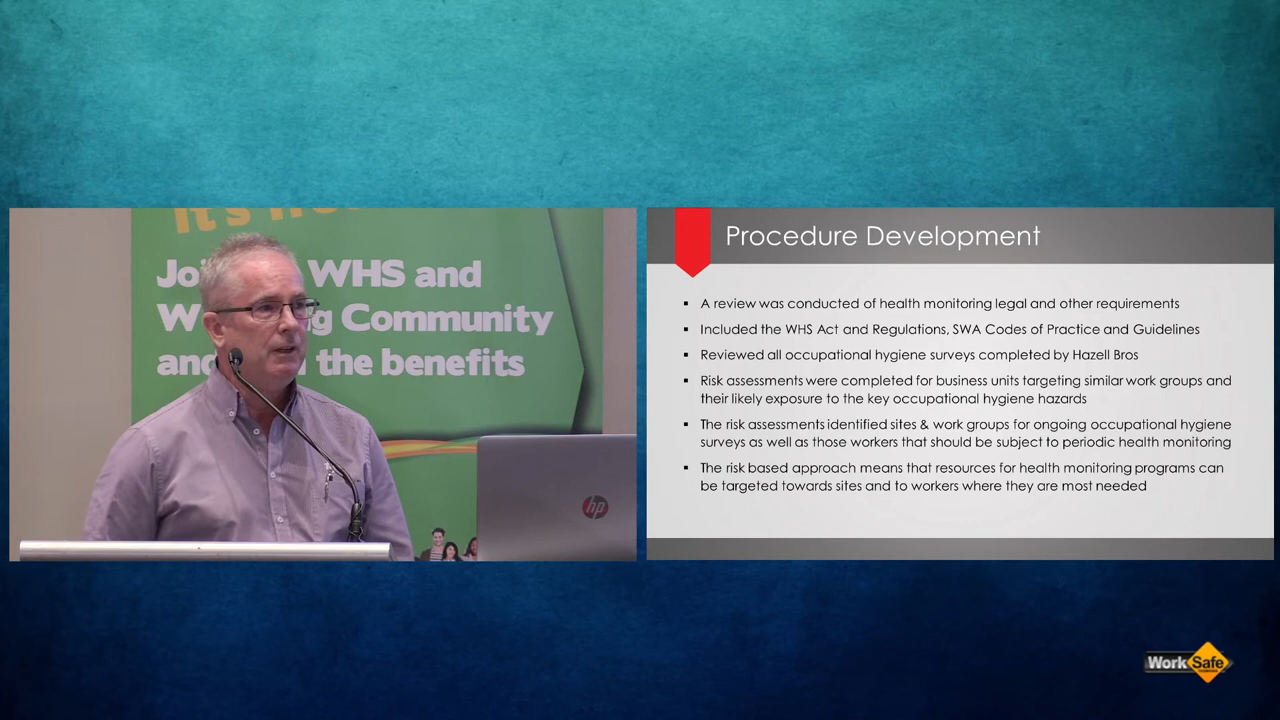 It's
Joi WHS and
W g Community
and the benefits
hp
Procedure Development
▪ A review was conducted of health monitoring legal and other requirements
▪ Included the WHS Act and Regulations, SWA Codes of Practice and Guidelines
▪ Reviewed all occupational hygiene surveys completed by Hazell Bros
▪ Risk assessments were completed for business units targeting similar work groups and
their likely exposure to the key occupational hygiene hazards
▪ The risk assessments identified sites & work groups for ongoing occupational hygiene
surveys as well as those workers that should be subject to periodic health monitoring
▪ The risk based approach means that resources for health monitoring programs can
be targeted towards sites and to workers where they are most needed
WorkSafe